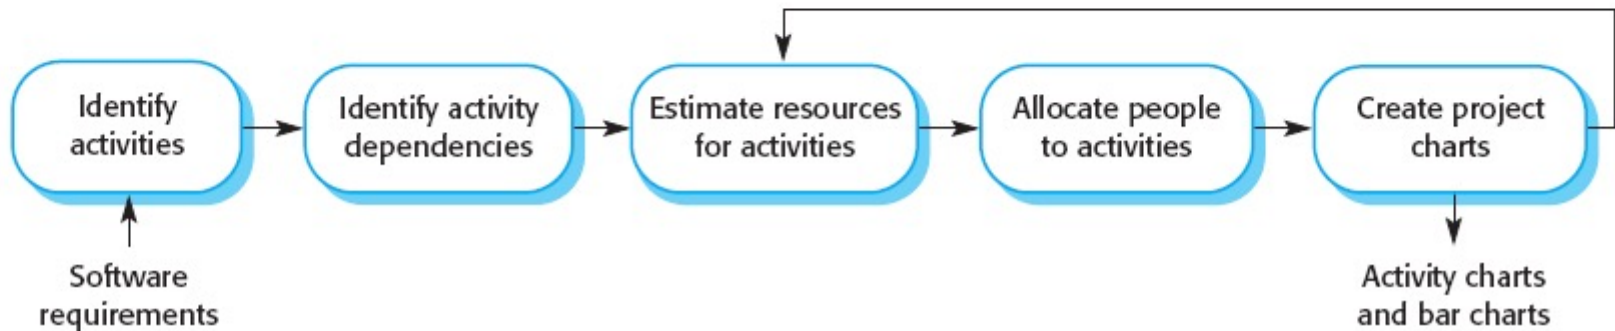 Identify
activities
Identify activity
dependencies
Estimate resources
for activities
Allocate people
to activities
Create project
charts
Software
requirements
Activity charts
and bar charts